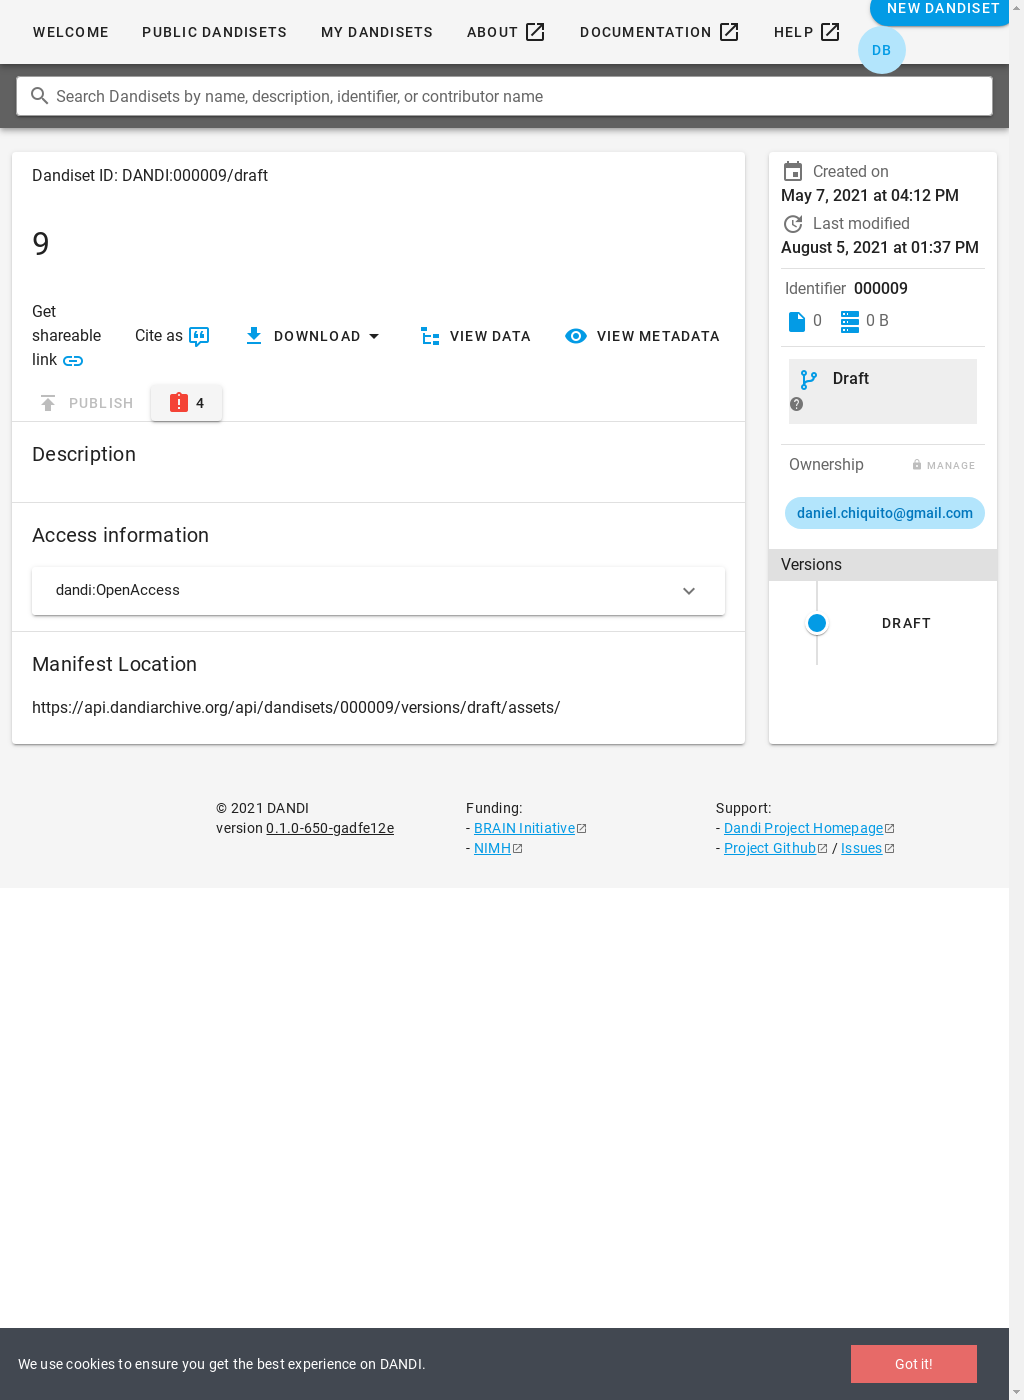 WELCOME
PUBLIC DANDISETS
MY DANDISETS
ABOUT
DOCUMENTATION
HELP
NEW DANDISET
DB
Search Dandisets by name, description, identifier, or contributor name
Dandiset ID: DANDI:000009/draft
9
Get
shareable
link
Cite as
DOWNLOAD
VIEW DATA
VIEW METADATA
PUBLISH
4
Description
Access information
dandi:OpenAccess
Manifest Location
https://api.dandiarchive.org/api/dandisets/000009/versions/draft/assets/
Created on
May 7, 2021 at 04:12 PM
Last modified
August 5, 2021 at 01:37 PM
Identifier 000009
0
0 B
Draft
Ownership
MANAGE
daniel.chiquito@gmail.com
Versions
DRAFT
© 2021 DANDI
version 0.1.0-650-gadfe12e
Funding:
- BRAIN Initiative
- NIMH
Support:
- Dandi Project Homepage
- Project Github / Issues
We use cookies to ensure you get the best experience on DANDI.
Got it!